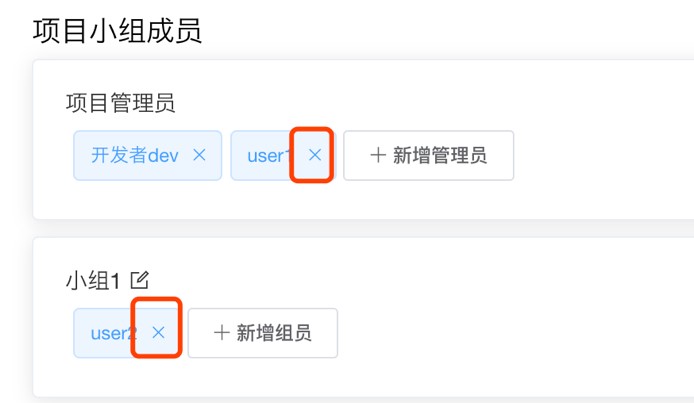 项目小组成员
项目管理员
开发者dev × user1 × + 新增管理员
小组1
user2 × + 新增组员